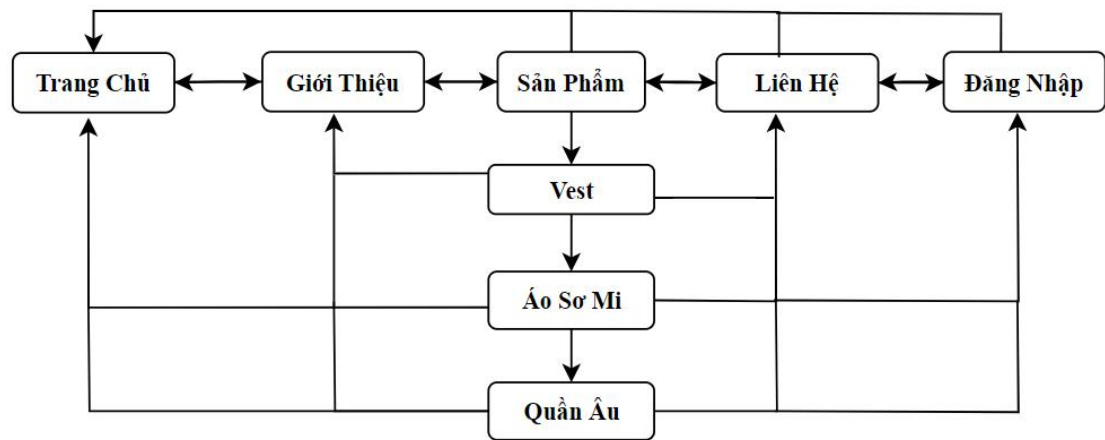 Trang Chủ
Giới Thiệu
Sản Phẩm
Liên Hệ
Đăng Nhập
Vest
Áo Sơ Mi
Quần Âu